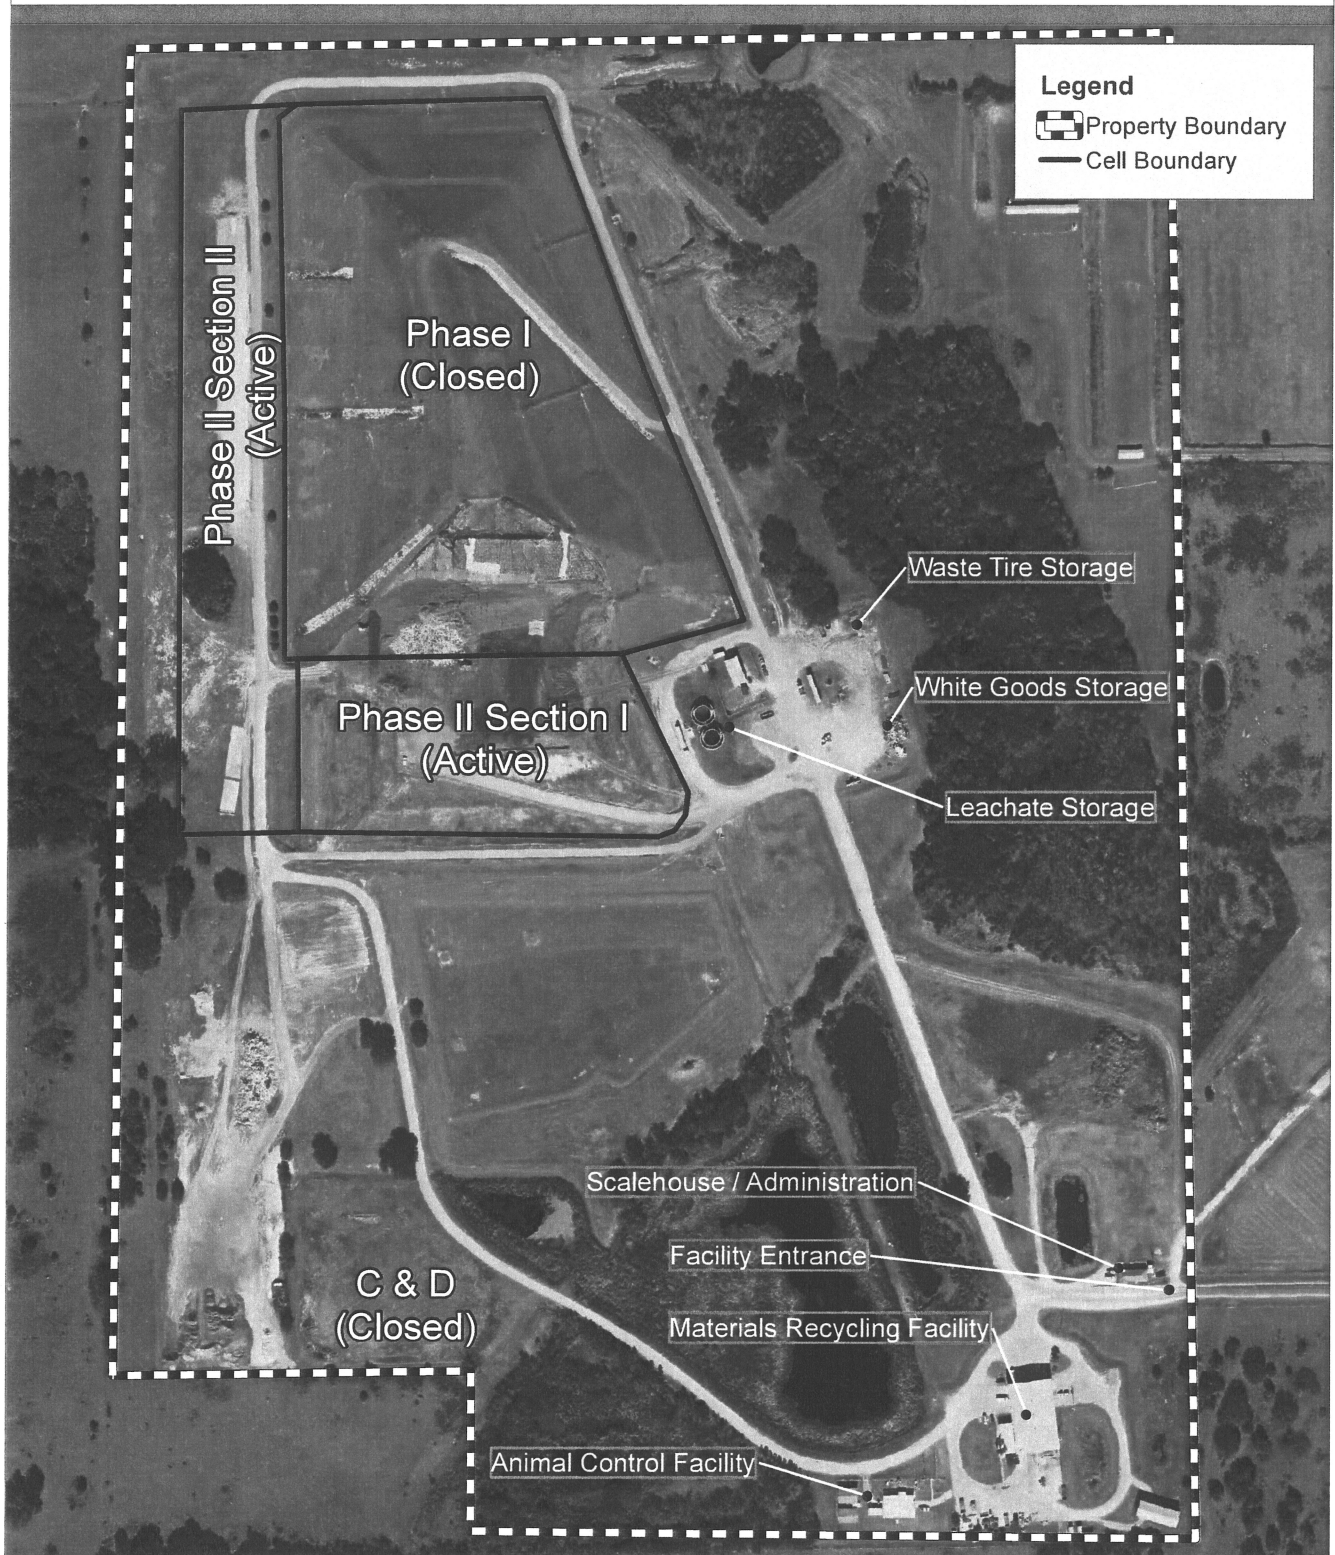 Legend
Property Boundary
Cell Boundary
Phase II Section II
(Active)
Phase I
(Closed)
Waste Tire Storage
White Goods Storage
Phase II Section I
(Active)
Leachate Storage
Scalehouse / Administration
Facility Entrance
C & D
(Closed)
Materials Recycling Facility
Animal Control Facility